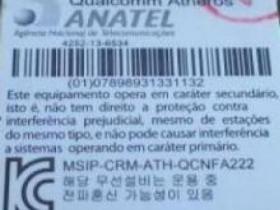 Qualcomm Atheros
ANATEL
Agência Nacional de Telecomunicações
4252-13-6534
(01)07898931331132
Este equipamento opera em caráter secundário,
isto é, não tem direito a proteção contra
interferência prejudicial, mesmo de estações
do mesmo tipo, e não pode causar interferência
a sistemas operando em caráter primário.
MSIP-CRM-ATH-QCNFA222
해당 무선설비는 운용 중
전파혼신 가능성이 있음